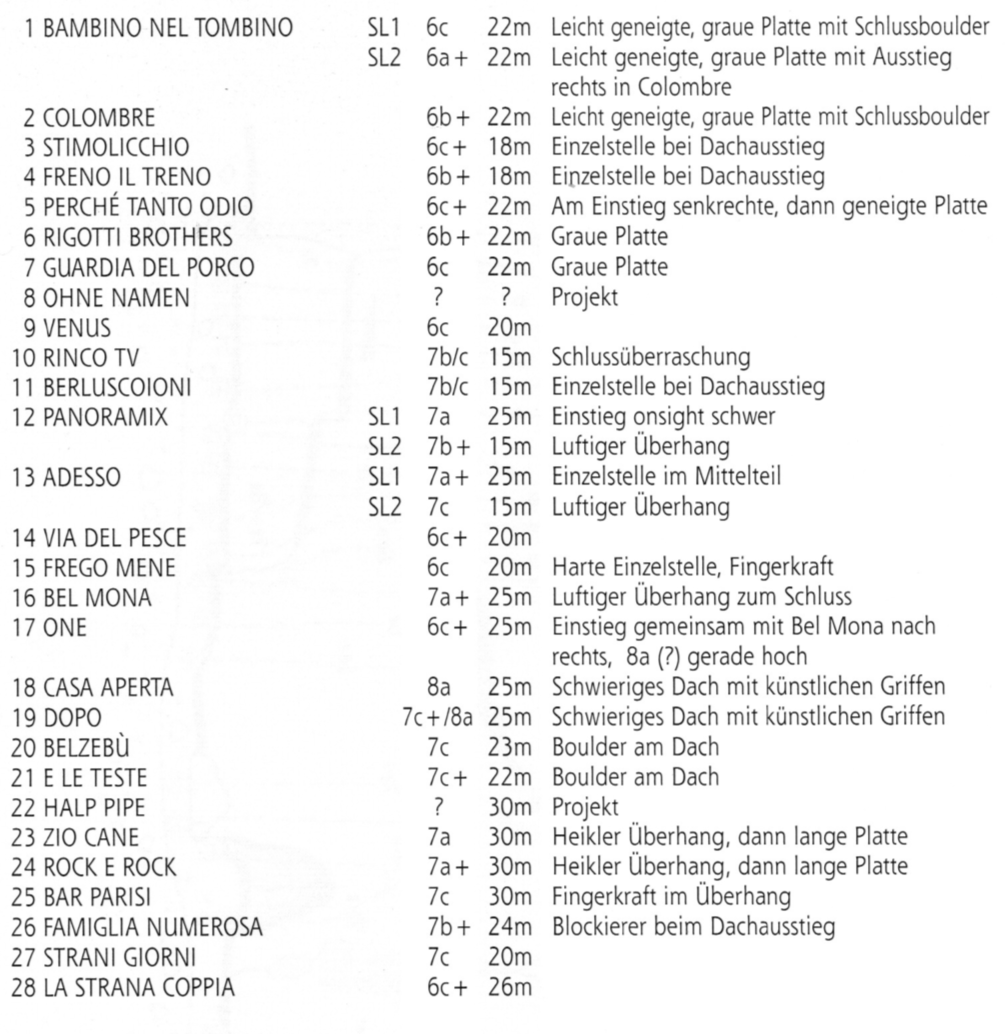 1 BAMBINO NEL TOMBINO SL1 6c 22m Leicht geneigte, graue Platte mit Schlussboulder
SL2 6a+ 22m Leicht geneigte, graue Platte mit Ausstieg
rechts in Colombre
2 COLOMBRE 6b+ 22m Leicht geneigte, graue Platte mit Schlussboulder
3 STIMOLICCHIO 6c+ 18m Einzelstelle bei Dachausstieg
4 FRENO IL TRENO 6b+ 18m Einzelstelle bei Dachausstieg
5 PERCHÉ TANTO ODIO 6c+ 22m Am Einstieg senkrechte, dann geneigte Platte
6 RIGOTTI BROTHERS 6b+ 22m Graue Platte
7 GUARDIA DEL PORCO 6c 22m Graue Platte
8 OHNE NAMEN ? ? Projekt
9 VENUS 6c 20m
10 RINCO TV 7b/c 15m Schlussüberraschung
11 BERLUSCOIONI 7b/c 15m Einzelstelle bei Dachausstieg
12 PANORAMIX SL1 7a 25m Einstieg onsight schwer
SL2 7b+ 15m Luftiger Überhang
13 ADESSO SL1 7a+ 25m Einzelstelle im Mittelteil
SL2 7c 15m Luftiger Überhang
14 VIA DEL PESCE 6c+ 20m
15 FREGO MENE 6c 20m Harte Einzelstelle, Fingerkraft
16 BEL MONA 7a+ 25m Luftiger Überhang zum Schluss
17 ONE 6c+ 25m Einstieg gemeinsam mit Bel Mona nach
rechts, 8a (?) gerade hoch
18 CASA APERTA 8a 25m Schwieriges Dach mit künstlichen Griffen
19 DOPO 7c+/8a 25m Schwieriges Dach mit künstlichen Griffen
20 BELZEBÙ 7c 23m Boulder am Dach
21 E LE TESTE 7c+ 22m Boulder am Dach
22 HALP PIPE ? 30m Projekt
23 ZIO CANE 7a 30m Heikler Überhang, dann lange Platte
24 ROCK E ROCK 7a+ 30m Heikler Überhang, dann lange Platte
25 BAR PARISI 7c 30m Fingerkraft im Überhang
26 FAMIGLIA NUMEROSA 7b+ 24m Blockierer beim Dachausstieg
27 STRANI GIORNI 7c 20m
28 LA STRANA COPPIA 6c+ 26m